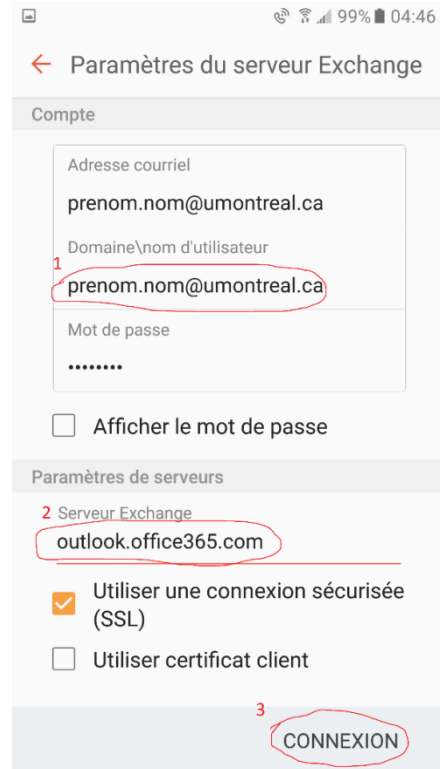 99% 04:46
Paramètres du serveur Exchange
Compte
Adresse courriel
prenom.nom@umontreal.ca
Domaine\nom d'utilisateur
1
prenom.nom@umontreal.ca
Mot de passe
••••••••
Afficher le mot de passe
Paramètres de serveurs
2 Serveur Exchange
outlook.office365.com
Utiliser une connexion sécurisée
(SSL)
Utiliser certificat client
3
CONNEXION